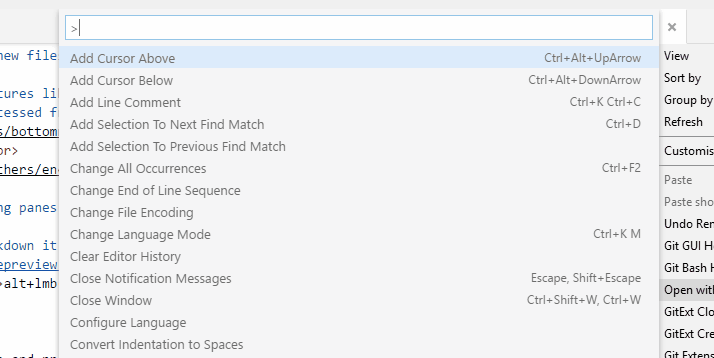 >
new file
Add Cursor Above Ctrl+Alt+UpArrow
Add Cursor Below Ctrl+Alt+DownArrow
Add Line Comment Ctrl+K Ctrl+C
Add Selection To Next Find Match Ctrl+D
Add Selection To Previous Find Match
Change All Occurrences Ctrl+F2
Change End of Line Sequence
Change File Encoding
Change Language Mode Ctrl+K M
Clear Editor History
Close Notification Messages Escape, Shift+Escape
Close Window Ctrl+Shift+W, Ctrl+W
Configure Language
Convert Indentation to Spaces
tures li
cessed f
s/bottom
or>
thers/en
ng panes
kdown it
epreview
>alt+lmb
View
Sort by
Group by
Refresh
Customis
Paste
Paste sho
Undo Ren
Git GUI H
Git Bash H
Open with
GitExt Clo
GitExt Cre
Git Exten